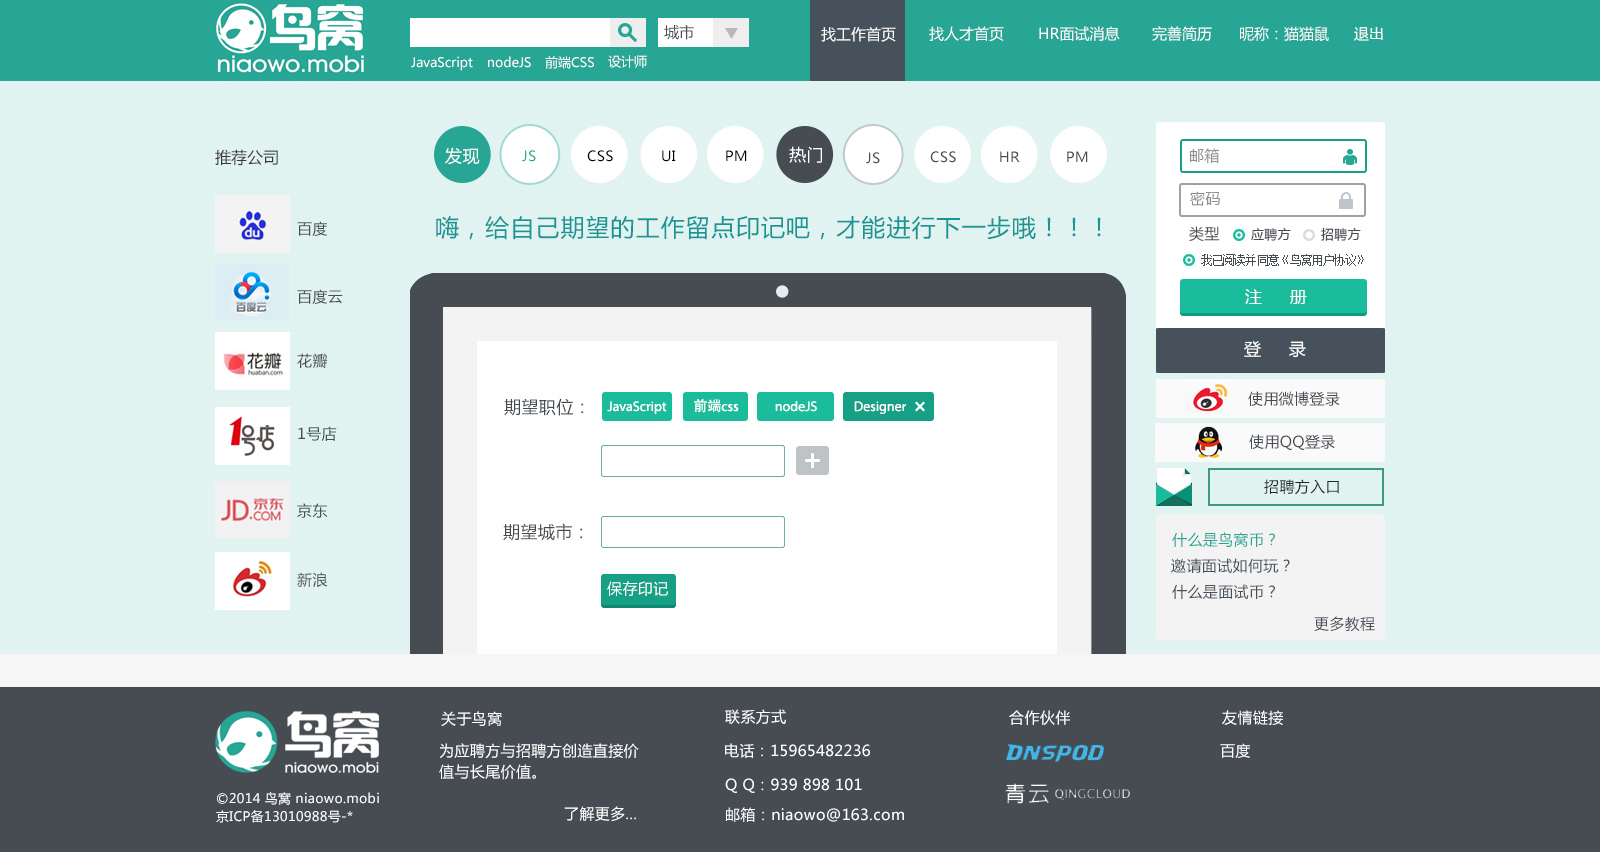 鸟窝
niaowo.mobi
城市
JavaScript nodeJS 前端CSS 设计师
找工作首页 找人才首页 HR面试消息 完善简历 昵称：猫猫鼠 退出
推荐公司
du 百度
百度云 百度云
花瓣 huaban.com 花瓣
1号店 1号店
JD 京东 .COM 京东
新浪
发现 JS CSS UI PM 热门 JS CSS HR PM
嗨，给自己期望的工作留点印记吧，才能进行下一步哦！！！
期望职位： JavaScript 前端css nodeJS Designer ×
+
期望城市：
保存印记
邮箱
密码
类型 应聘方 招聘方
我已阅读并同意《鸟窝用户协议》
注 册
登 录
使用微博登录
使用QQ登录
招聘方入口
什么是鸟窝币？
邀请面试如何玩？
什么是面试币？
更多教程
鸟窝
niaowo.mobi
©2014 鸟窝 niaowo.mobi
京ICP备13010988号-*
关于鸟窝
为应聘方与招聘方创造直接价
值与长尾价值。
了解更多...
联系方式
电话：15965482236
Q Q：939 898 101
邮箱：niaowo@163.com
合作伙伴
DNSPOD
青云 QINGCLOUD
友情链接
百度